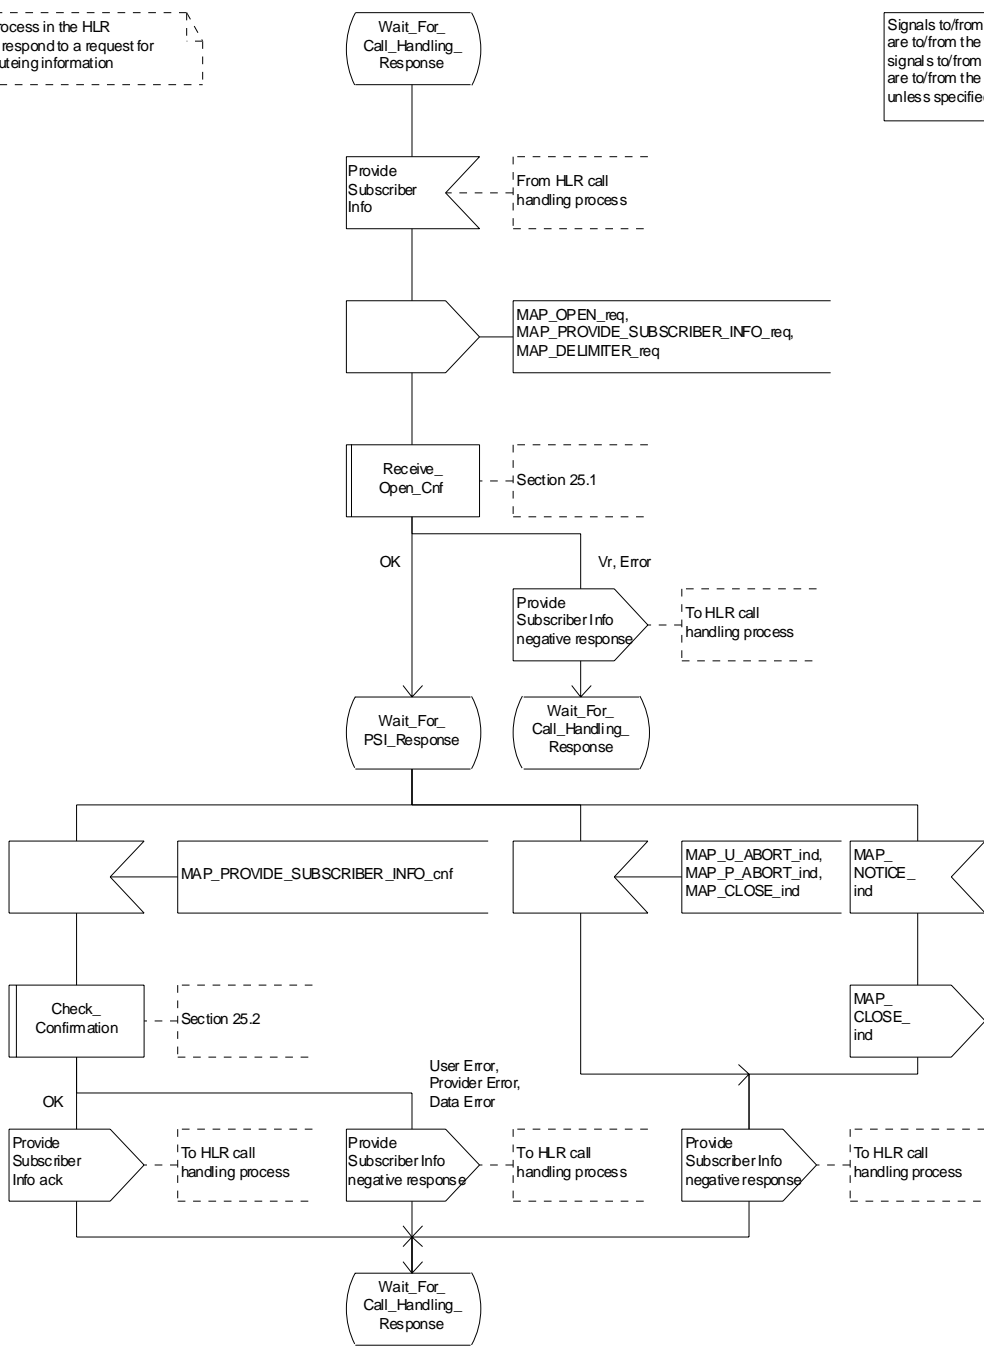 rocess in the HLR
respond to a request for
uteing information
Wait_For_
Call_Handling_
Response
Signals to/from
are to/from the
signals to/from
are to/from the
unless specifie
Provide
Subscriber
Info
From HLR call
handling process
MAP_OPEN_req,
MAP_PROVIDE_SUBSCRIBER_INFO_req,
MAP_DELIMITER_req
Receive_
Open_Cnf
Section 25.1
OK
Vr, Error
Provide
Subscriber Info
negative response
To HLR call
handling process
Wait_For_
PSI_Response
Wait_For_
Call_Handling_
Response
MAP_PROVIDE_SUBSCRIBER_INFO_cnf
MAP_U_ABORT_ind,
MAP_P_ABORT_ind,
MAP_CLOSE_ind
MAP_
NOTICE_
ind
Check_
Confirmation
Section 25.2
MAP_
CLOSE_
ind
OK
User Error,
Provider Error,
Data Error
Provide
Subscriber
Info ack
To HLR call
handling process
Provide
Subscriber Info
negative response
To HLR call
handling process
Provide
Subscriber Info
negative response
To HLR call
handling process
Wait_For_
Call_Handling_
Response